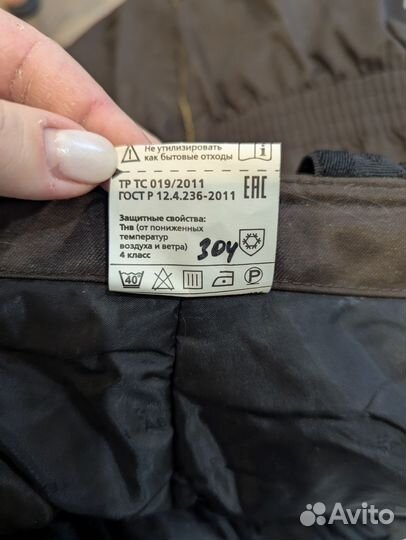 Не утилизировать
как бытовые отходы
ТР ТС 019/2011
ГОСТ Р 12.4.236-2011
EAC
Защитные свойства:
Тнв (от пониженных
температур
воздуха и ветра)
4 класс
304
40
P
Avito